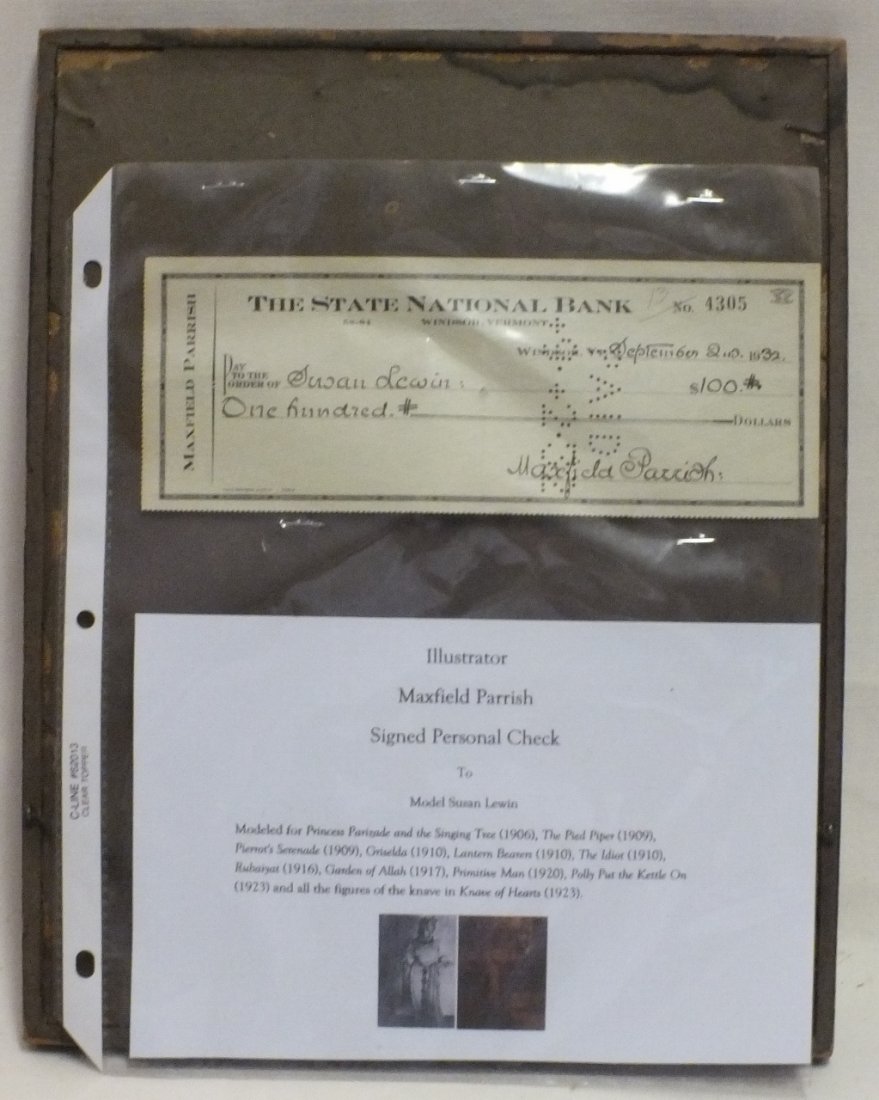 MAXFIELD PARRISH
THE STATE NATIONAL BANK
No. 4305
58-84 WINDSOR, VERMONT
September 2nd. 1932.
PAY
TO THE
ORDER OF Susan Lewin:
$100.#
One hundred.# DOLLARS
PAID
Maxfield Parrish:
C-LINE #62013
CLEAR TOPPER
Illustrator
Maxfield Parrish
Signed Personal Check
To
Model Susan Lewin
Modeled for Princess Parizade and the Singing Tree (1906), The Pied Piper (1909),
Pierrot's Serenade (1909), Griselda (1910), Lantern Bearers (1910), The Idiot (1910),
Rubaiyat (1916), Garden of Allah (1917), Primitive Man (1920), Polly Put the Kettle On
(1923) and all the figures of the knave in Knave of Hearts (1923).